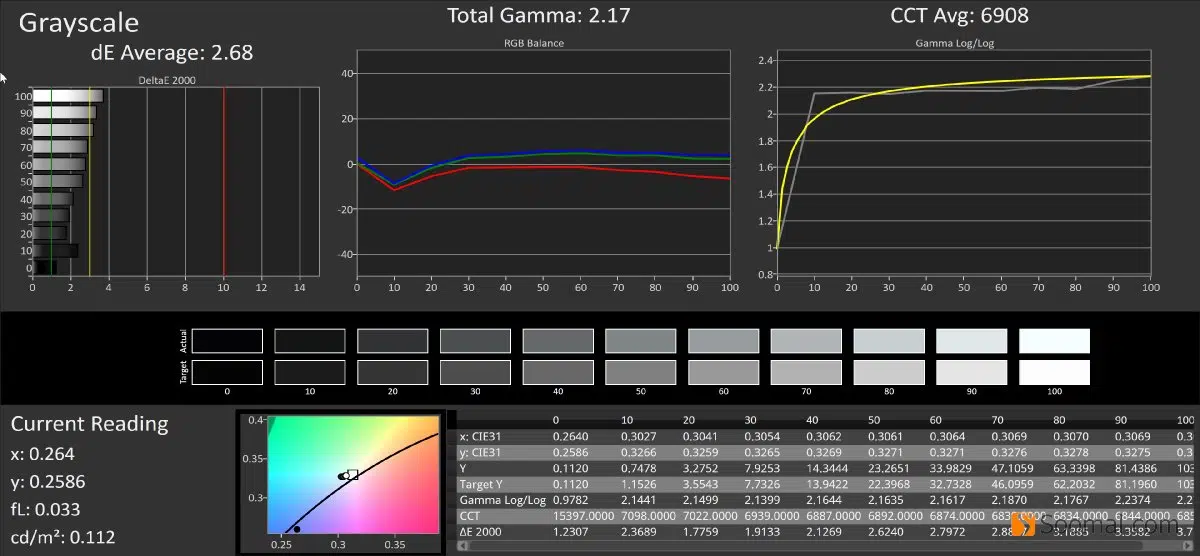 Grayscale
dE Average: 2.68
DeltaE 2000
100
90
80
70
60
50
40
30
20
10
0
0 2 4 6 8 10 12 14
Total Gamma: 2.17
RGB Balance
40
20
0
-20
-40
0 10 20 30 40 50 60 70 80 90 100
CCT Avg: 6908
Gamma Log/Log
2.4
2.2
2
1.8
1.6
1.4
1.2
1
0.8
0 10 20 30 40 50 60 70 80 90 100
Actual
Target
0 10 20 30 40 50 60 70 80 90 100
Current Reading
x: 0.264
y: 0.2586
fL: 0.033
cd/m²: 0.112
0.4
0.35
0.3
0.25 0.3 0.35
0 10 20 30 40 50 60 70 80 90 100
x: CIE31 0.2640 0.3027 0.3041 0.3054 0.3062 0.3061 0.3064 0.3069 0.3070 0.3069 0.3
y: CIE31 0.2586 0.3266 0.3259 0.3265 0.3269 0.3271 0.3271 0.3276 0.3278 0.3275 0.3
Y 0.1120 0.7478 3.2752 7.9253 14.3444 23.2651 33.9829 47.1059 63.3398 81.4386 103
Target Y 0.1120 1.1526 3.5543 7.7326 13.9422 22.3968 32.6708 46.0959 62.2032 81.1960 103
Gamma Log/Log 0.9782 2.1441 2.1499 2.1399 2.1644 2.1635 2.1617 2.1870 2.1767 2.2374 2.2
CCT 15397.0000 7098.0000 7022.0000 6939.0000 6887.0000 6892.0000 6874.0000 6834.0000 6844.0000 685
ΔE 2000 1.2307 2.3689 1.7759 1.9133 2.1269 2.6240 2.7972 3.3582 3.7
Soomal.com